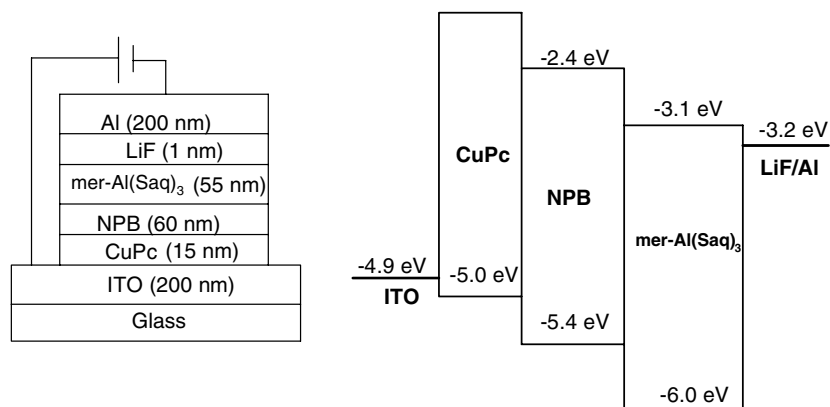 Al (200 nm)
LiF (1 nm)
mer-Al(Saq)₃ (55 nm)
NPB (60 nm)
CuPc (15 nm)
ITO (200 nm)
Glass
-4.9 eV
ITO
CuPc
-5.0 eV
-2.4 eV
NPB
-5.4 eV
-3.1 eV
mer-Al(Saq)₃
-6.0 eV
-3.2 eV
LiF/Al